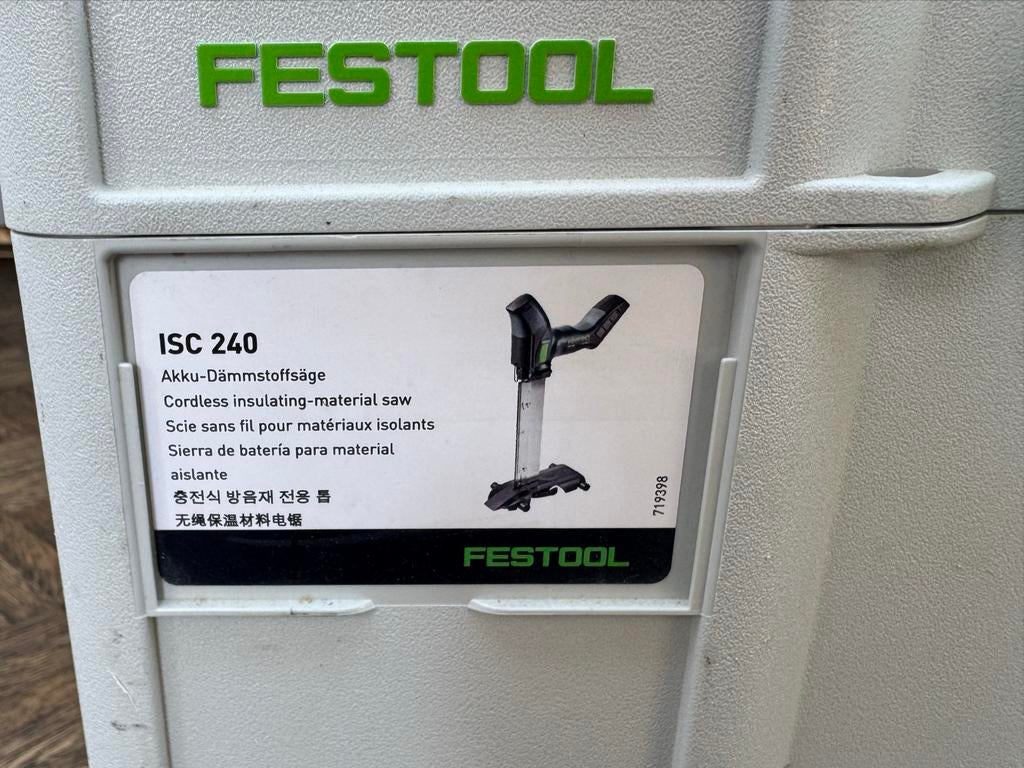 FESTOOL
ISC 240
Akku-Dämmstoffsäge
Cordless insulating-material saw
Scie sans fil pour matériaux isolants
Sierra de batería para material
aislante
충전식 방음재 전용 톱
无绳保温材料电锯
719398
FESTOOL